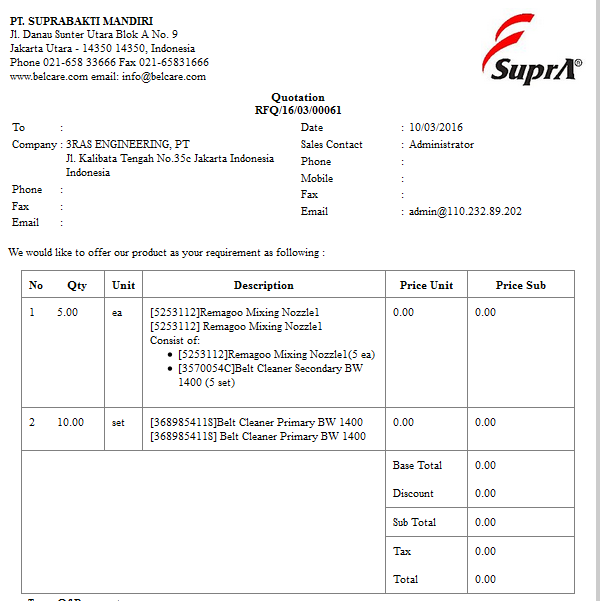 PT. SUPRABAKTI MANDIRI
Jl. Danau Sunter Utara Blok A No. 9
Jakarta Utara - 14350 14350, Indonesia
Phone 021-658 33666 Fax 021-65831666
www.belcare.com email: info@belcare.com
SuprA®
Quotation
RFQ/16/03/00061
To :
Company : 3RAS ENGINEERING, PT
Jl. Kalibata Tengah No.35c Jakarta Indonesia
Indonesia
Phone :
Fax :
Email :
Date : 10/03/2016
Sales Contact : Administrator
Phone :
Mobile :
Fax :
Email : admin@110.232.89.202
We would like to offer our product as your requirement as following :
No Qty Unit Description Price Unit Price Sub
1 5.00 ea [5253112]Remagoo Mixing Nozzle1 0.00 0.00
[5253112] Remagoo Mixing Nozzle1
Consist of:
• [5253112]Remagoo Mixing Nozzle1(5 ea)
• [3570054C]Belt Cleaner Secondary BW
1400 (5 set)
2 10.00 set [368985411S]Belt Cleaner Primary BW 1400 0.00 0.00
[368985411S] Belt Cleaner Primary BW 1400
Base Total 0.00
Discount 0.00
Sub Total 0.00
Tax 0.00
Total 0.00